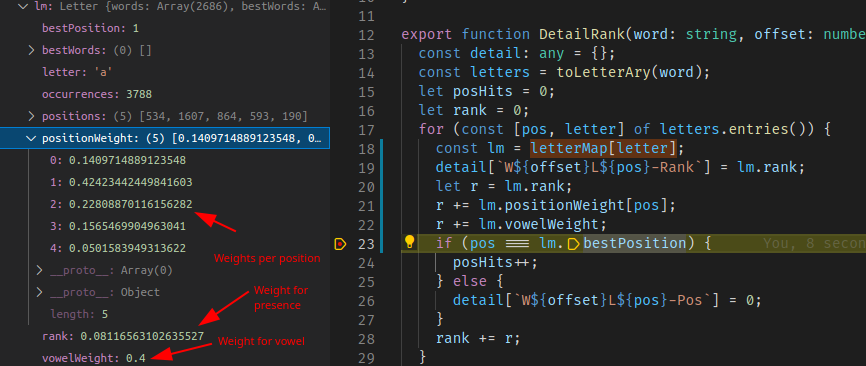 lm: Letter {words: Array(2686), bestWords: A…
bestPosition: 1
bestWords: (0) []
letter: 'a'
occurrences: 3788
positions: (5) [534, 1607, 864, 593, 190]
positionWeight: (5) [0.1409714889123548, 0…
0: 0.1409714889123548
1: 0.42423442449841603
2: 0.22808870116156282
3: 0.1565469904963041
4: 0.0501583949313622
__proto__: Array(0)
__proto__: Object
length: 5
rank: 0.08116563102635527
vowelWeight: 0.4
Weights per position
Weight for
presence
Weight for vowel
11
12 export function DetailRank(word: string, offset: numbe
13 const detail: any = {};
14 const letters = toLetterAry(word);
15 let posHits = 0;
16 let rank = 0;
17 for (const [pos, letter] of letters.entries()) {
18 const lm = letterMap[letter];
19 detail[`W${offset}L${pos}-Rank`] = lm.rank;
20 let r = lm.rank;
21 r += lm.positionWeight[pos];
22 r += lm.vowelWeight;
23 if (pos === lm.bestPosition) { You, 8 secon
24 posHits++;
25 } else {
26 detail[`W${offset}L${pos}-Pos`] = 0;
27 }
28 rank += r;
29 }